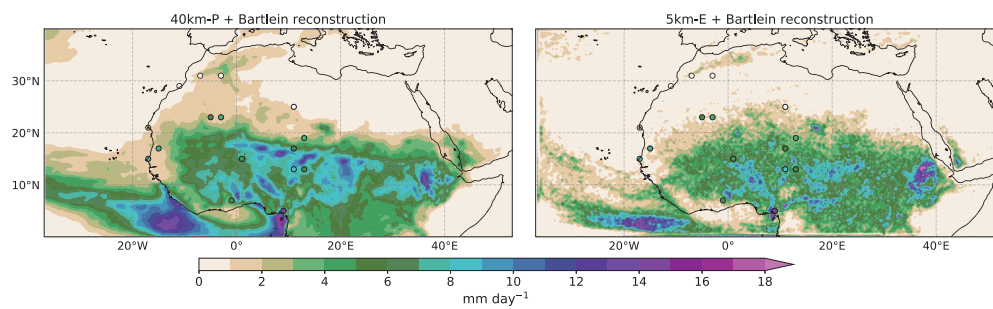 40km-P + Bartlein reconstruction
5km-E + Bartlein reconstruction
30°N
20°N
10°N
20°W 0°E 20°E 40°E
20°W 0°E 20°E 40°E
0 2 4 6 8 10 12 14 16 18
mm day⁻¹